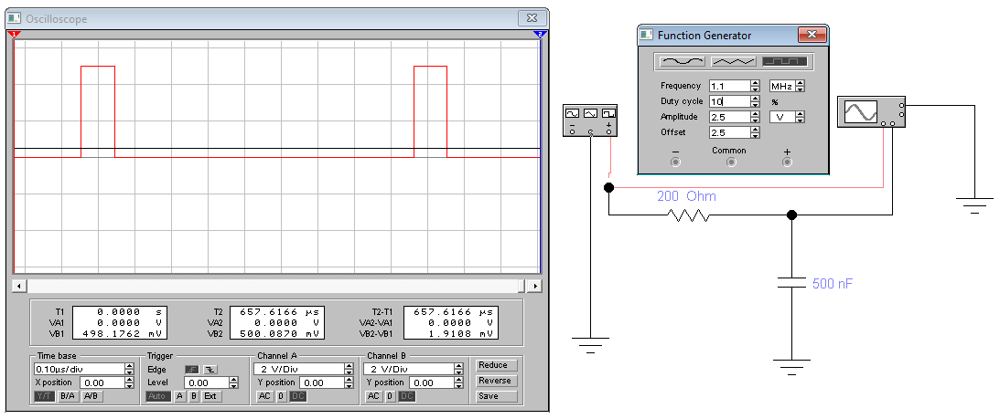 Oscilloscope
1
2
T1 0.0000 s
VA1 0.0000 V
VB1 498.1762 mV
T2 657.6166 µs
VA2 0.0000 V
VB2 500.0870 mV
T2-T1 657.6166 µs
VA2-VA1 0.0000 V
VB2-VB1 1.9108 mV
Time base
0.10µs/div
X position 0.00
Y/T B/A A/B
Trigger
Edge
Level 0.00
Auto A B Ext
Channel A
2 V/Div
Y position 0.00
AC 0 DC
Channel B
2 V/Div
Y position 0.00
AC 0 DC
Reduce
Reverse
Save
Function Generator
Frequency 1.1 MHz
Duty cycle 10 %
Amplitude 2.5 V
Offset 2.5
− Common +
− +
200 Ohm
500 nF